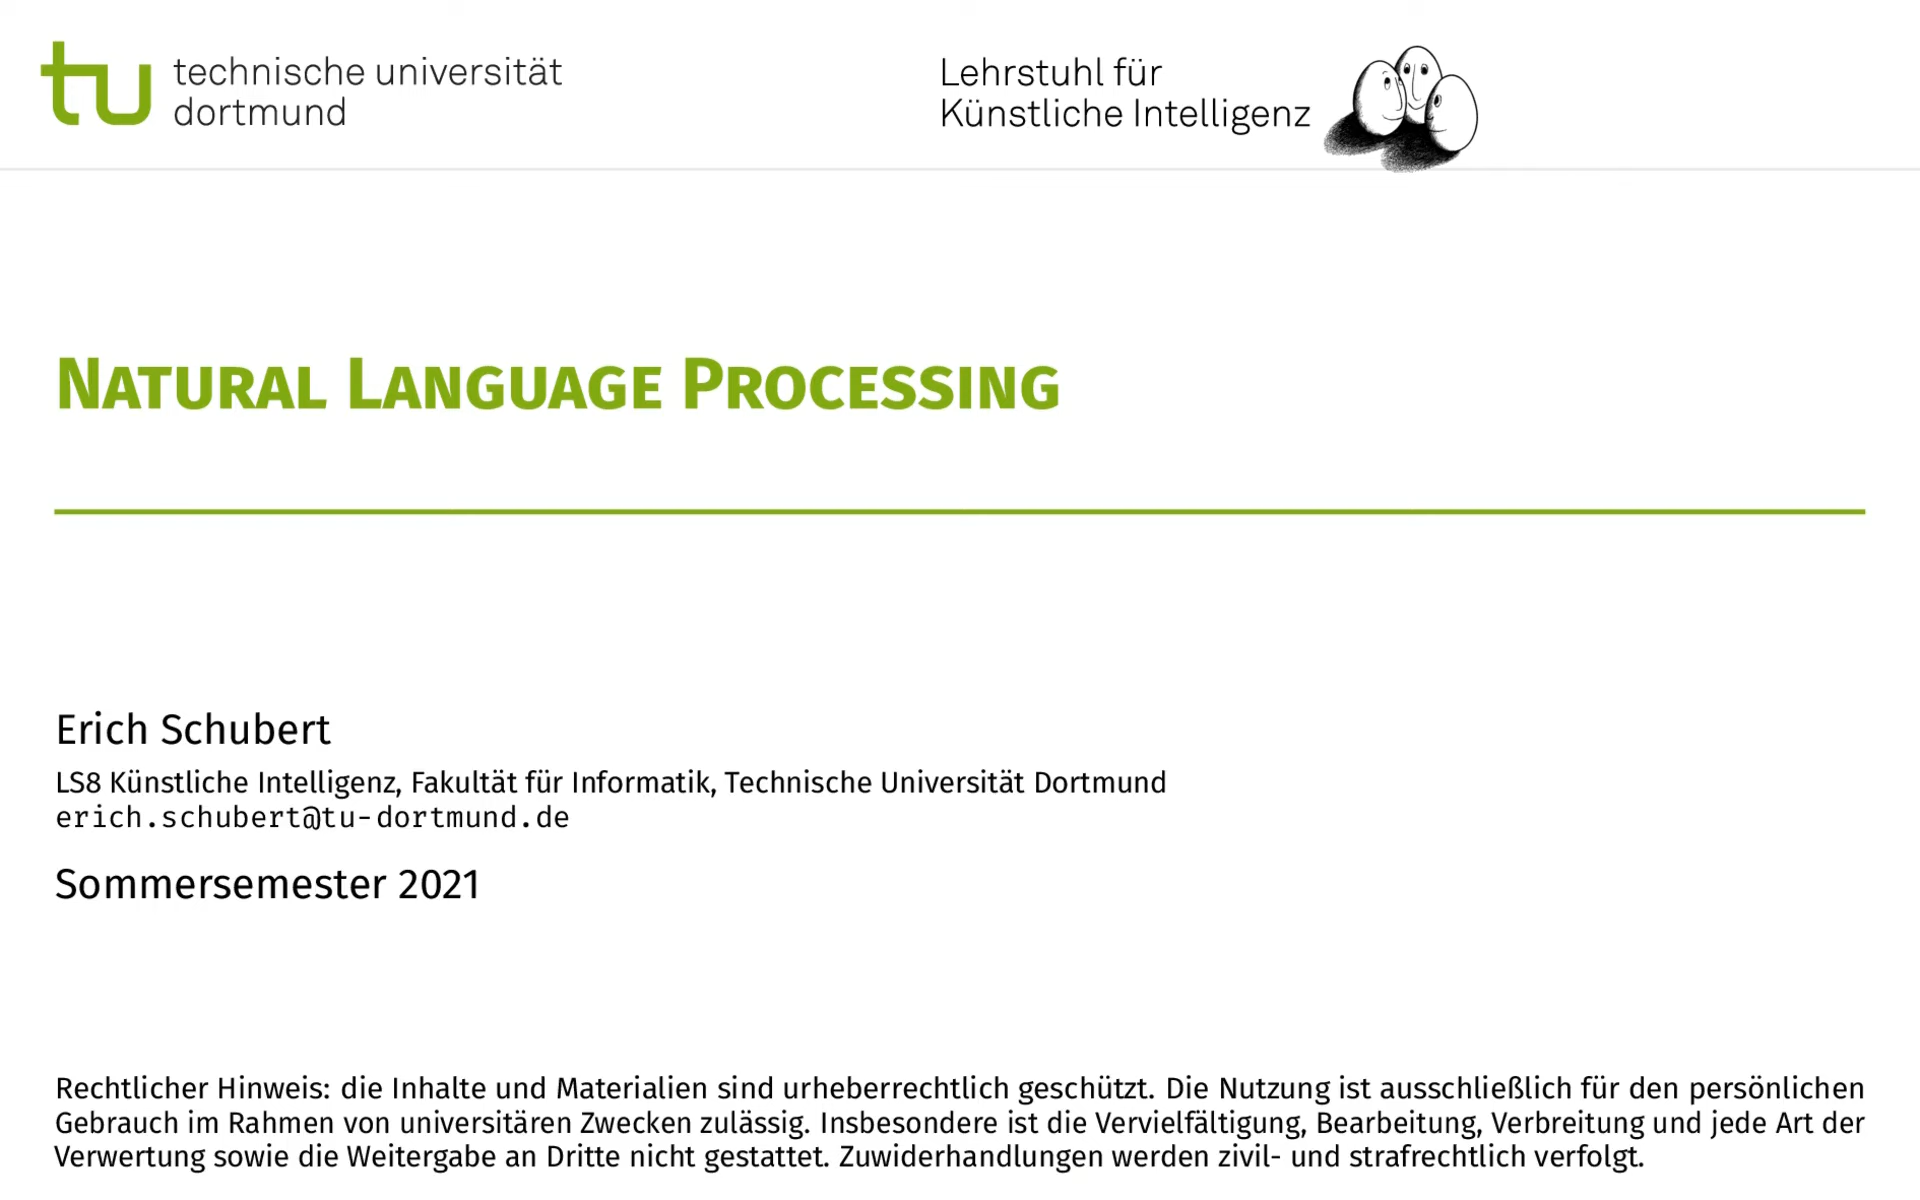 tu technische universität
dortmund
Lehrstuhl für
Künstliche Intelligenz
NATURAL LANGUAGE PROCESSING
Erich Schubert
LS8 Künstliche Intelligenz, Fakultät für Informatik, Technische Universität Dortmund
erich.schubert@tu-dortmund.de
Sommersemester 2021
Rechtlicher Hinweis: die Inhalte und Materialien sind urheberrechtlich geschützt. Die Nutzung ist ausschließlich für den persönlichen
Gebrauch im Rahmen von universitären Zwecken zulässig. Insbesondere ist die Vervielfältigung, Bearbeitung, Verbreitung und jede Art der
Verwertung sowie die Weitergabe an Dritte nicht gestattet. Zuwiderhandlungen werden zivil- und strafrechtlich verfolgt.